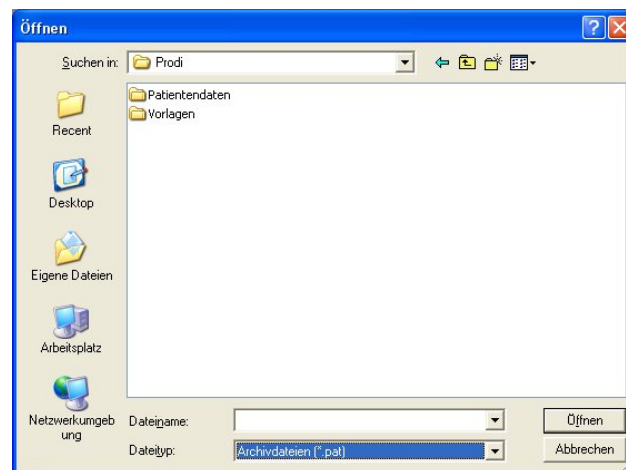 Öffnen
Suchen in: Prodi
Patientendaten
Vorlagen
Recent
Desktop
Eigene Dateien
Arbeitsplatz
Netzwerkumgeb
ung
Dateiname: Öffnen
Dateityp: Archivdateien (*.pat) Abbrechen